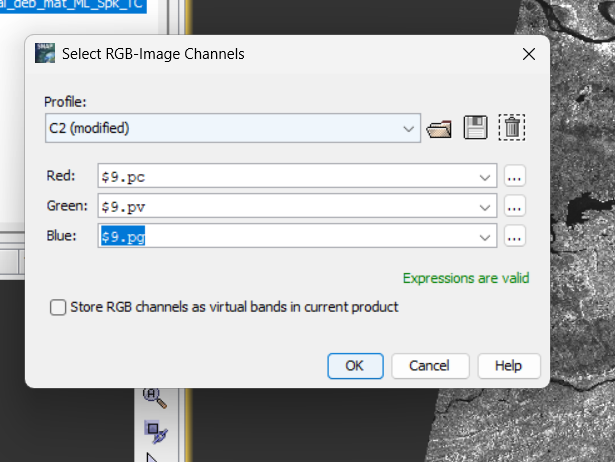 al_deb_mat_ML_Spk_TC
SNAP
Select RGB-Image Channels
Profile:
C2 (modified)
Red: $9.pc ...
Green: $9.pv ...
Blue: $9.pg ...
Expressions are valid
Store RGB channels as virtual bands in current product
OK Cancel Help